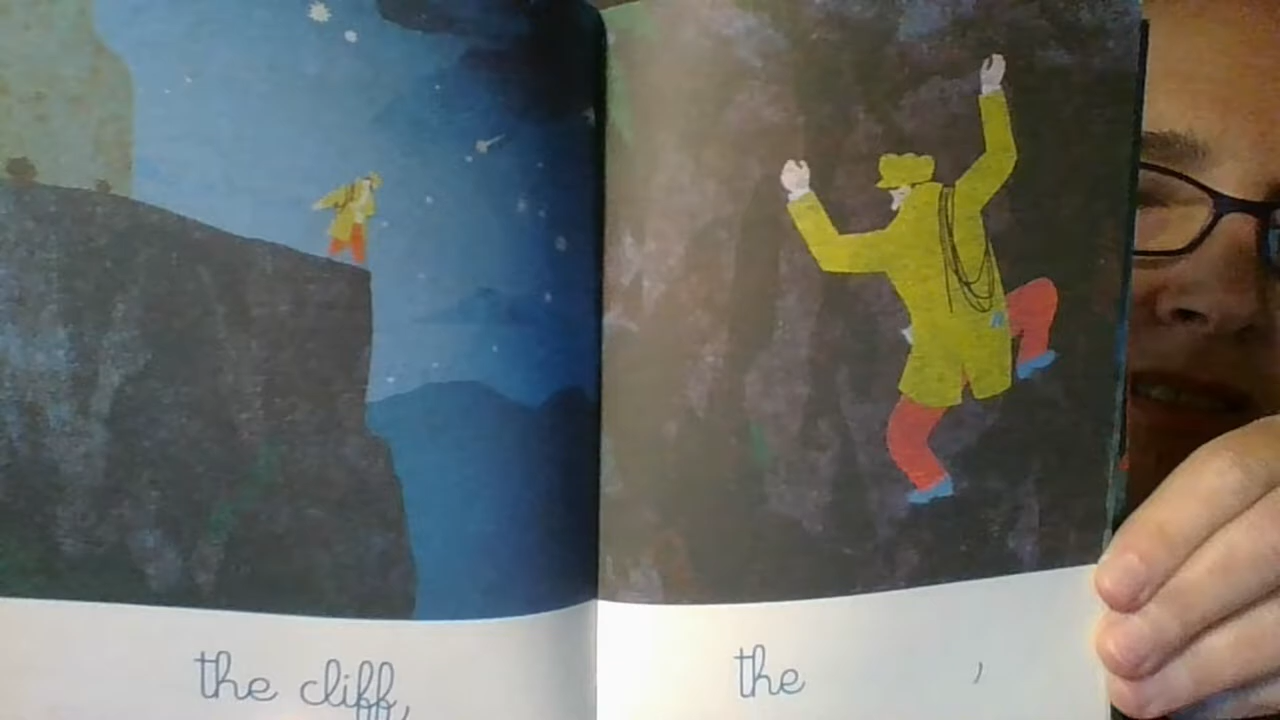 the cliff,
the ,